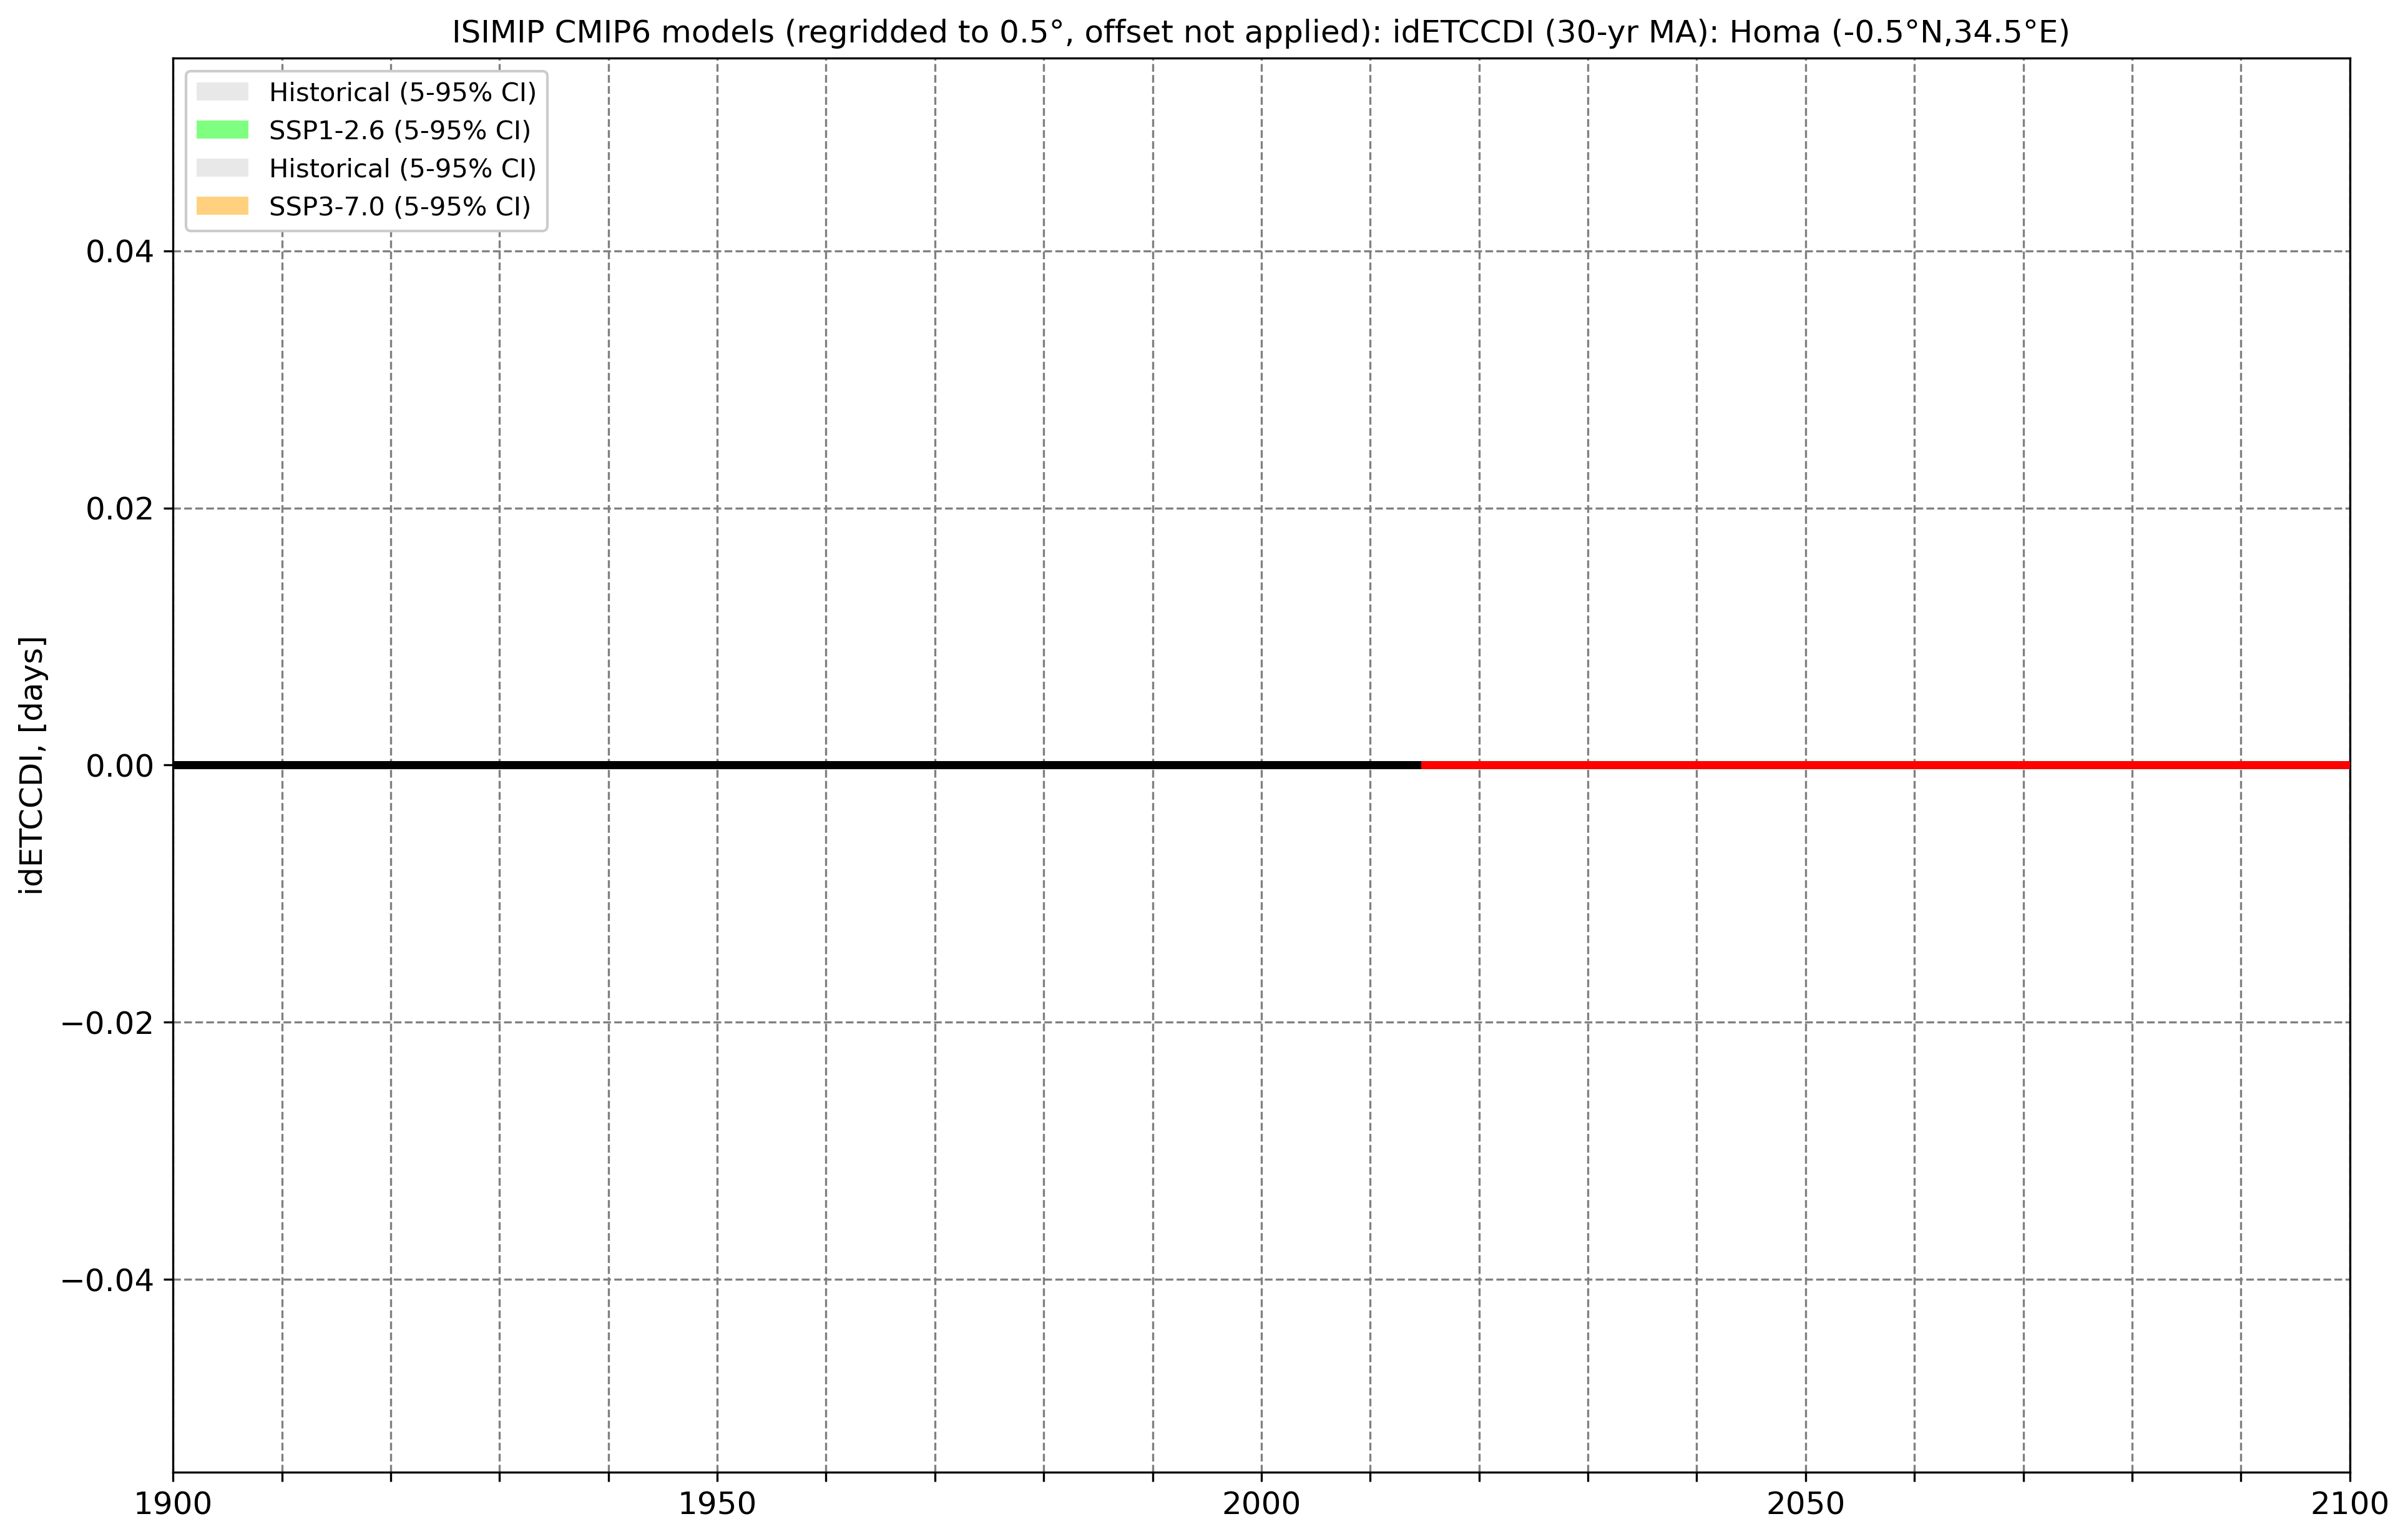 ISIMIP CMIP6 models (regridded to 0.5°, offset not applied): idETCCDI (30-yr MA): Homa (-0.5°N,34.5°E)
Historical (5-95% CI)
SSP1-2.6 (5-95% CI)
Historical (5-95% CI)
SSP3-7.0 (5-95% CI)
0.04
0.02
0.00
−0.02
−0.04
idETCCDI, [days]
1900 1950 2000 2050 2100